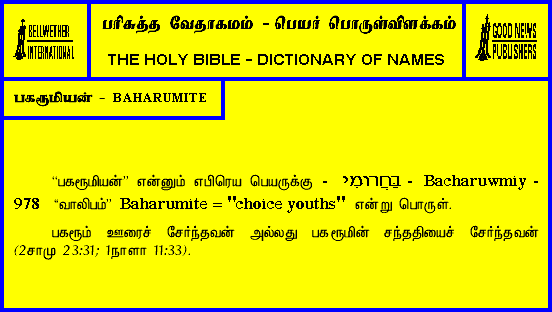 BELLWETHER
INTERNATIONAL
பரிசுத்த வேதாகமம் - பெயர் பொருள்விளக்கம்
THE HOLY BIBLE - DICTIONARY OF NAMES
GOOD NEWS
PUBLISHERS
பகரூமியன் - BAHARUMITE
“பகரூமியன்” என்னும் எபிரெய பெயருக்கு - בַּחֲרוּמִי - Bacharuwmiy -
978 “வாலிபம்” Baharumite = "choice youths" என்று பொருள்.
பகரூம் ஊரைச் சேர்ந்தவன் அல்லது பகரூமின் சந்ததியைச் சேர்ந்தவன்
(2சாமு 23:31; 1நாளா 11:33).